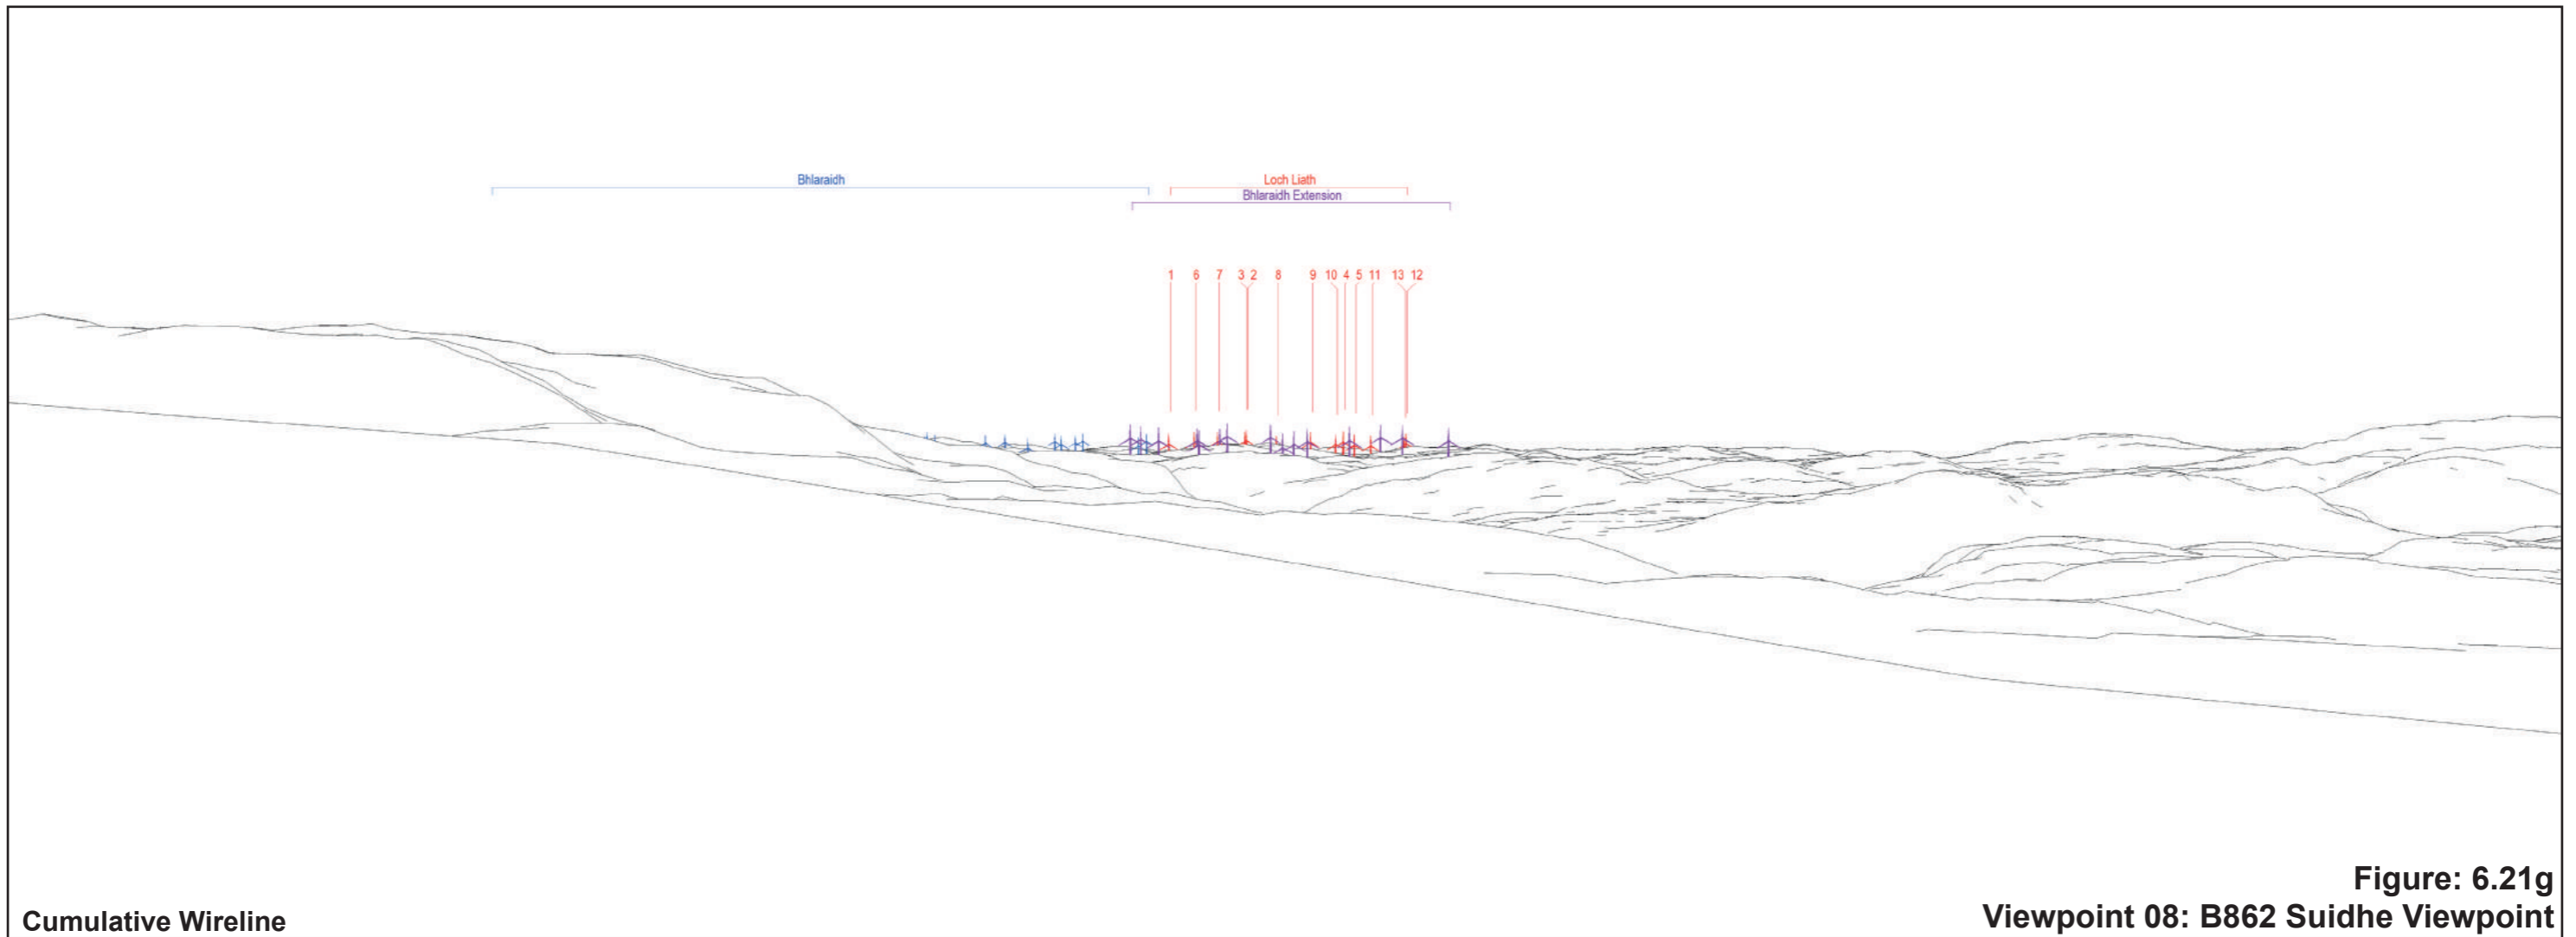 Bhlaraidh
Loch Liath
Bhlaraidh Extension
1 6 7 3 2 8 9 10 4 5 11 13 12
Figure: 6.21g
Cumulative Wireline
Viewpoint 08: B862 Suidhe Viewpoint